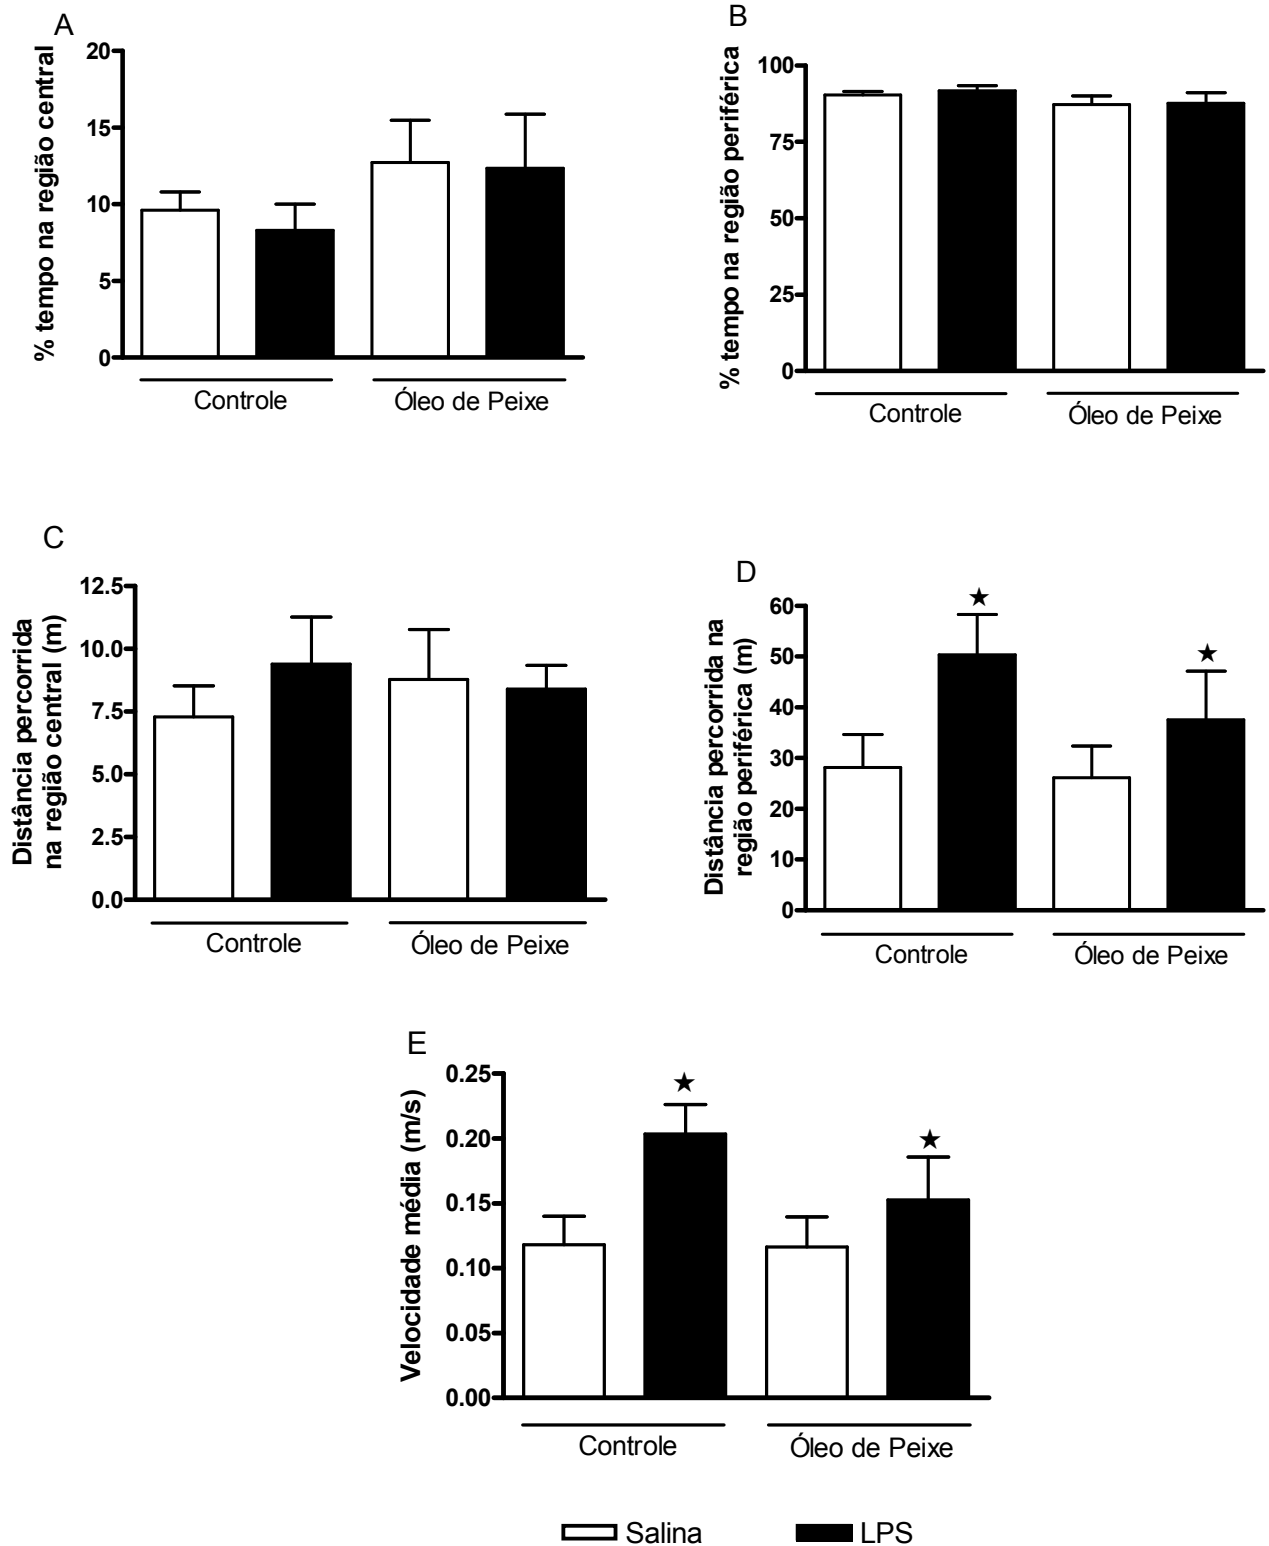 A
% tempo na região central
20
15
10
5
0
Controle
Óleo de Peixe
B
% tempo na região periférica
100
75
50
25
0
Controle
Óleo de Peixe
C
Distância percorrida
na região central (m)
12.5
10.0
7.5
5.0
2.5
0.0
Controle
Óleo de Peixe
D
Distância percorrida na
região periférica (m)
60
50
40
30
20
10
0
★
★
Controle
Óleo de Peixe
E
Velocidade média (m/s)
0.25
0.20
0.15
0.10
0.05
0.00
★
★
Controle
Óleo de Peixe
Salina
LPS